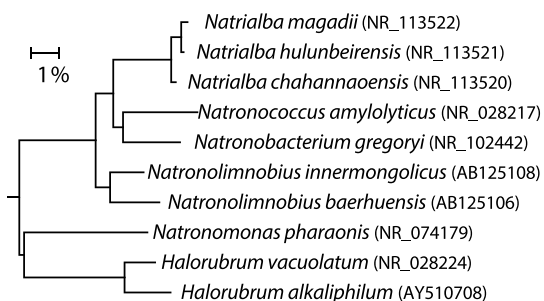 Natrialba magadii (NR_113522)
Natrialba hulunbeirensis (NR_113521)
1%
Natrialba chahannaoensis (NR_113520)
Natronococcus amylolyticus (NR_028217)
Natronobacterium gregoryi (NR_102442)
Natronolimnobius innermongolicus (AB125108)
Natronolimnobius baerhuensis (AB125106)
Natronomonas pharaonis (NR_074179)
Halorubrum vacuolatum (NR_028224)
Halorubrum alkaliphilum (AY510708)